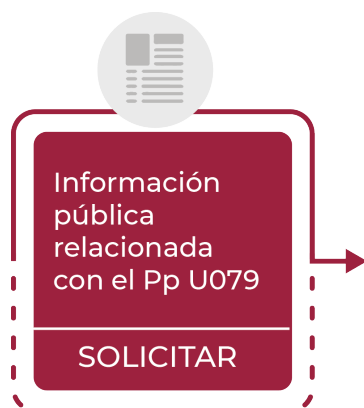 Información
pública
relacionada
con el Pp U079
SOLICITAR